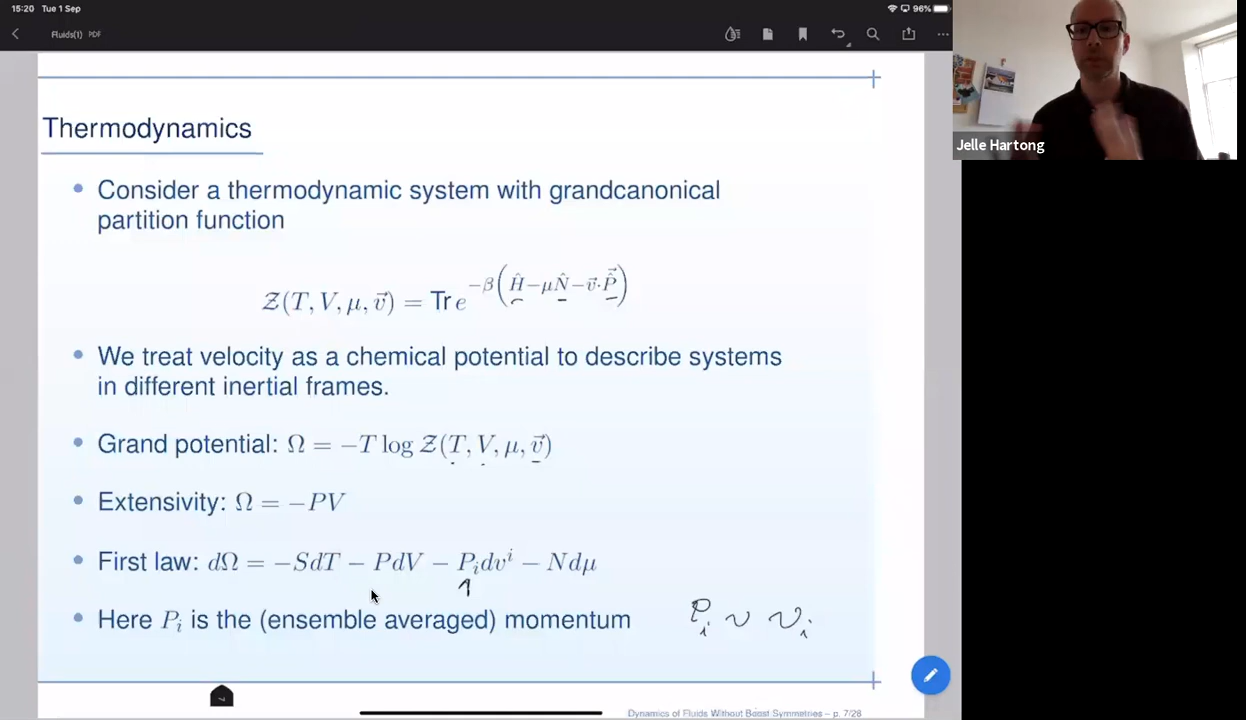 15:20 Tue 1 Sep
96%
Fluids(1) PDF
Jelle Hartong
Thermodynamics
• Consider a thermodynamic system with grandcanonical
partition function
𝒵(T, V, μ, v⃗) = Tr e^{−β(Ĥ−μN̂−v⃗·P̂⃗)}
• We treat velocity as a chemical potential to describe systems
in different inertial frames.
• Grand potential: Ω = −T log 𝒵(T, V, μ, v⃗)
• Extensivity: Ω = −PV
• First law: dΩ = −SdT − PdV − P_i dv^i − Ndμ
• Here P_i is the (ensemble averaged) momentum
P_i ~ v_i
Dynamics of Fluids Without Boost Symmetries – p. 7/28